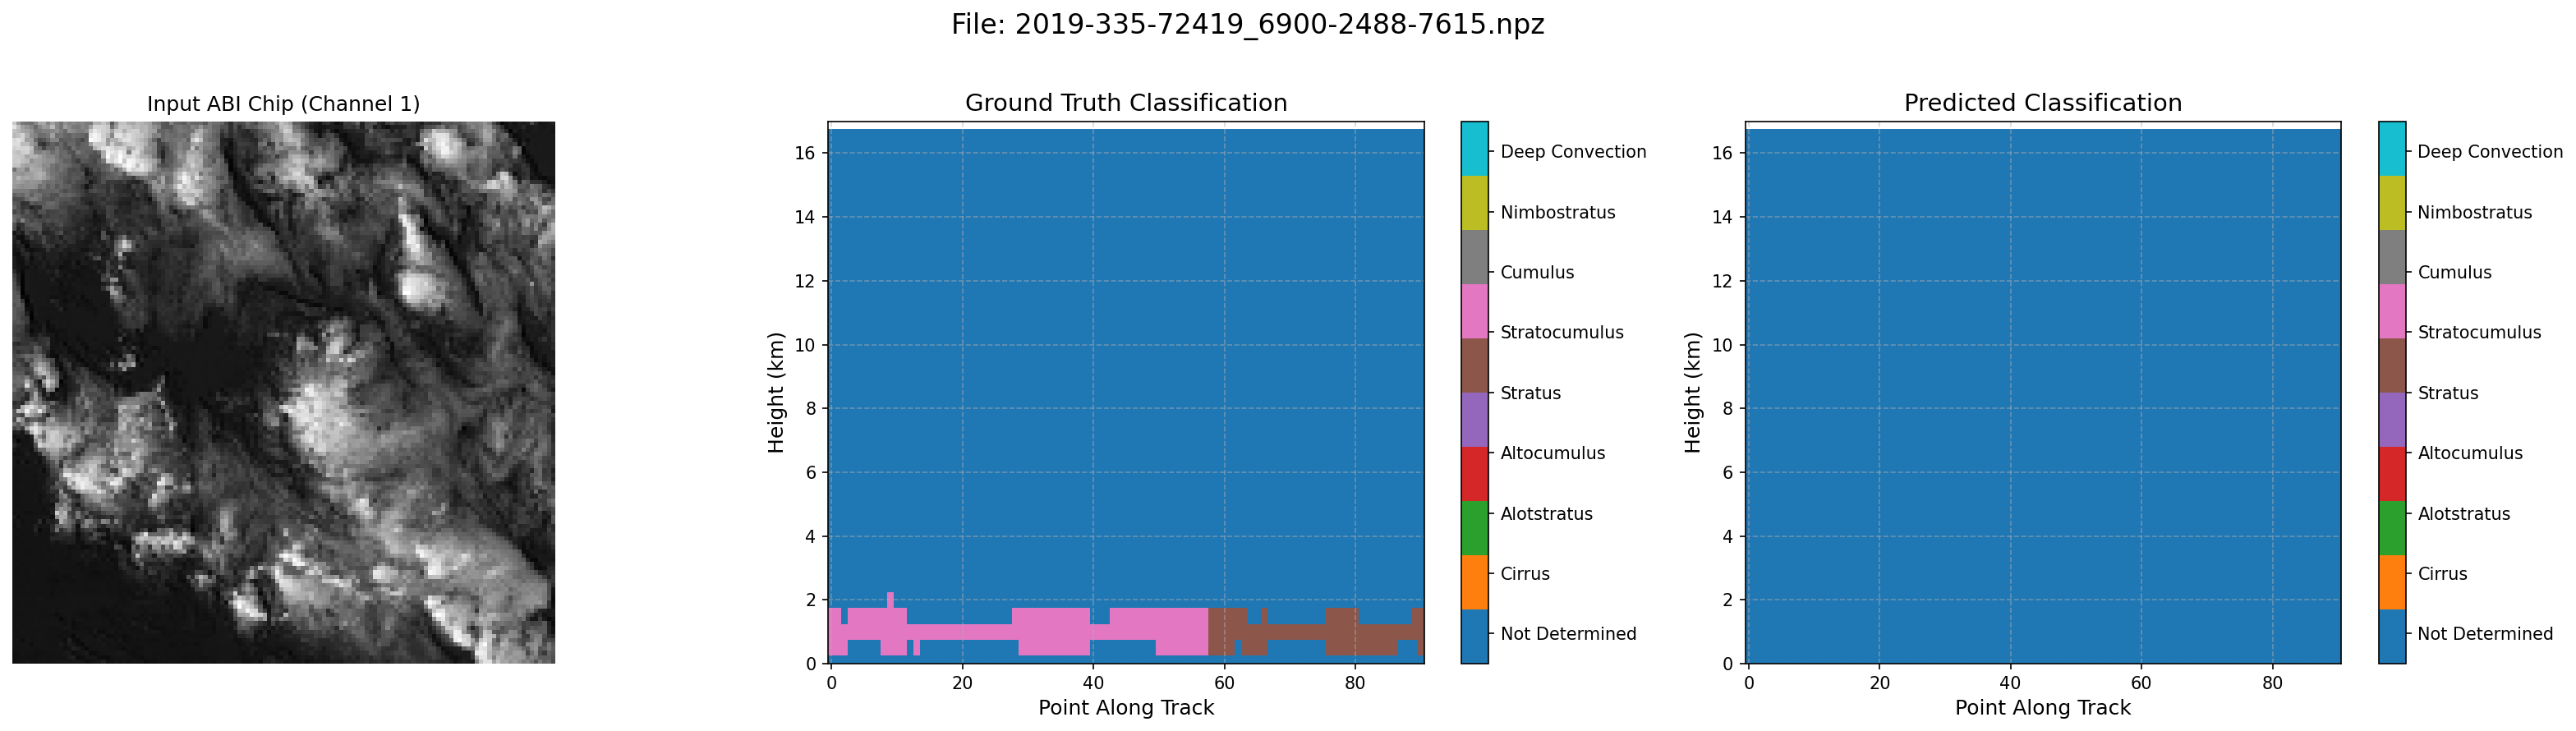 File: 2019-335-72419_6900-2488-7615.npz
Input ABI Chip (Channel 1)
Ground Truth Classification
Height (km)
16
14
12
10
8
6
4
2
0
0 20 40 60 80
Point Along Track
Deep Convection
Nimbostratus
Cumulus
Stratocumulus
Stratus
Altocumulus
Alotstratus
Cirrus
Not Determined
Predicted Classification
Height (km)
16
14
12
10
8
6
4
2
0
0 20 40 60 80
Point Along Track
Deep Convection
Nimbostratus
Cumulus
Stratocumulus
Stratus
Altocumulus
Alotstratus
Cirrus
Not Determined